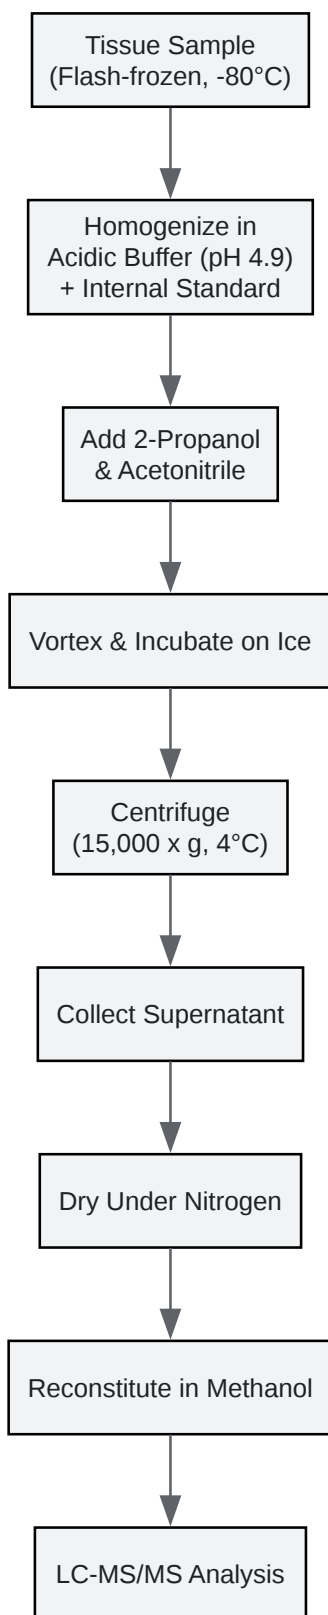 Tissue Sample
(Flash-frozen, -80°C)
Homogenize in
Acidic Buffer (pH 4.9)
+ Internal Standard
Add 2-Propanol
& Acetonitrile
Vortex & Incubate on Ice
Centrifuge
(15,000 x g, 4°C)
Collect Supernatant
Dry Under Nitrogen
Reconstitute in Methanol
LC-MS/MS Analysis